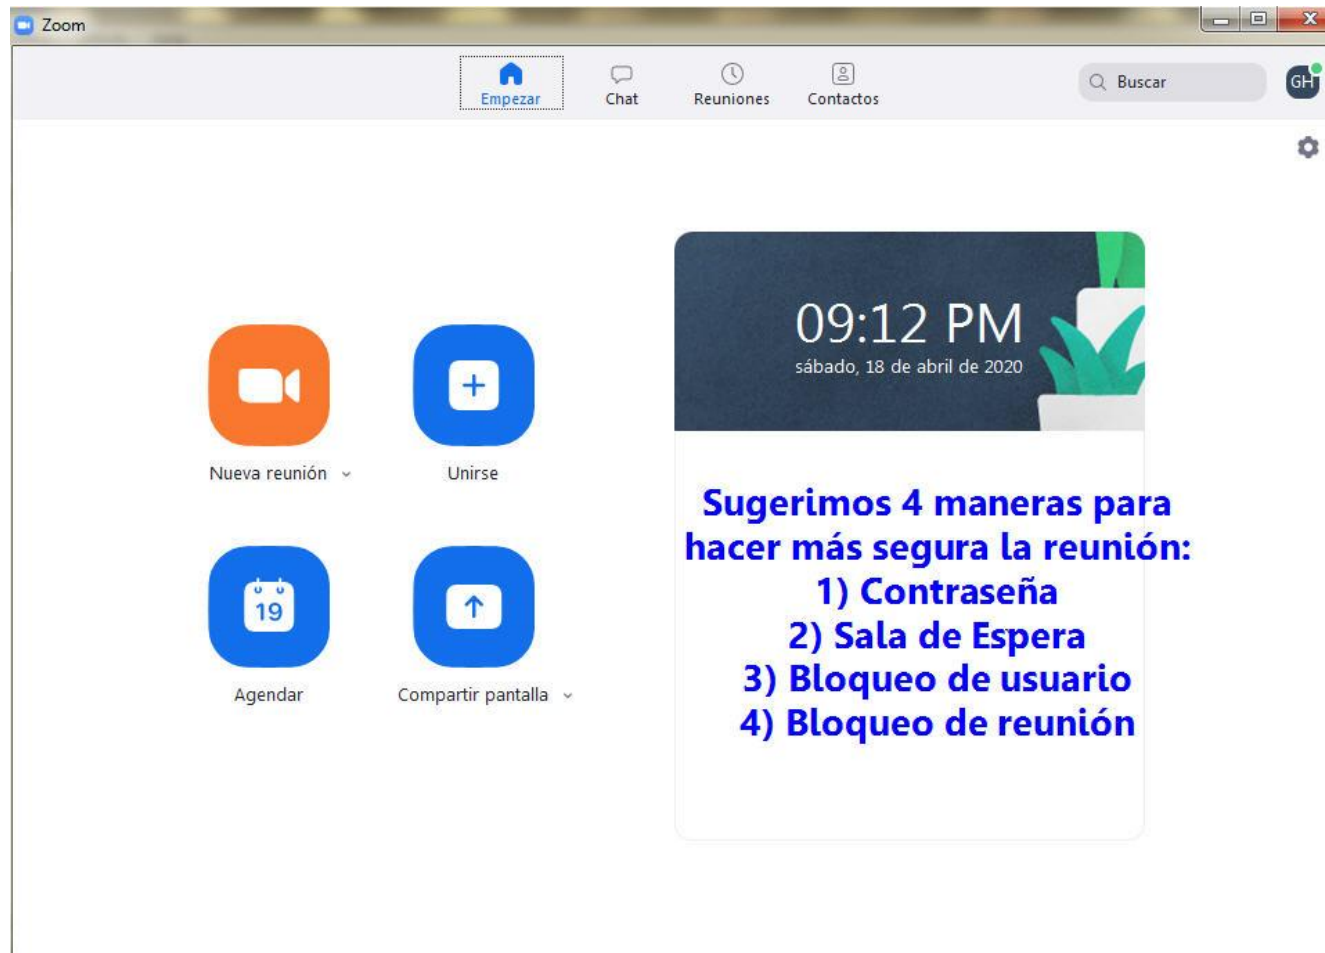 Zoom
Empezar
Chat
Reuniones
Contactos
Buscar
GH
09:12 PM
sábado, 18 de abril de 2020
Nueva reunión
Unirse
19
Agendar
Compartir pantalla
Sugerimos 4 maneras para
hacer más segura la reunión:
1) Contraseña
2) Sala de Espera
3) Bloqueo de usuario
4) Bloqueo de reunión